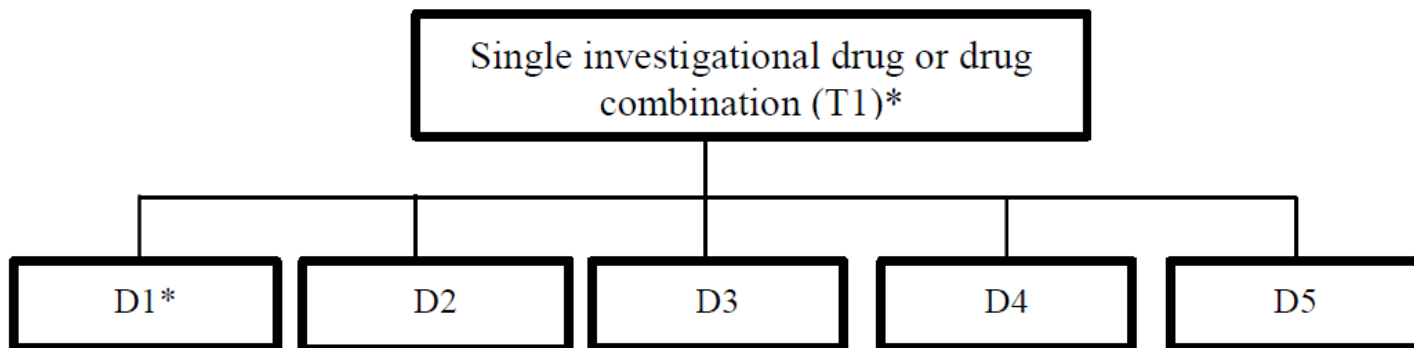 Single investigational drug or drug
combination (T1)*
D1*
D2
D3
D4
D5